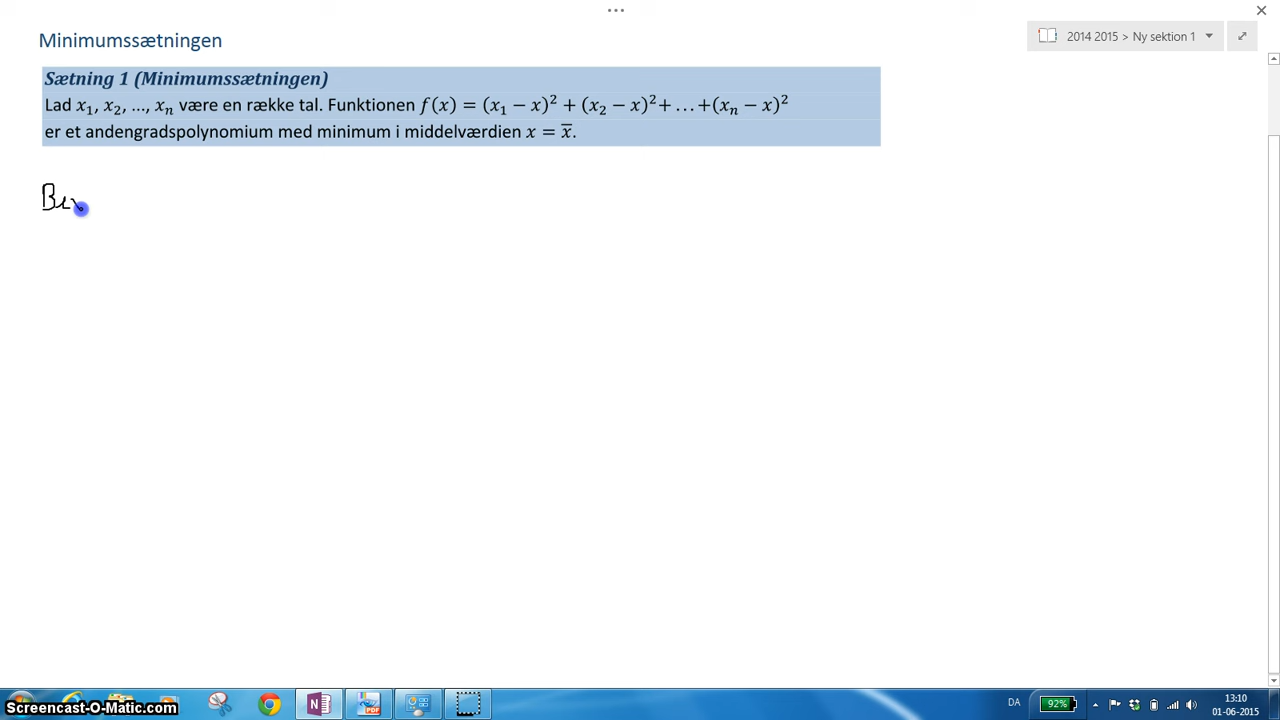 Minimumssætningen
2014 2015 > Ny sektion 1
Sætning 1 (Minimumssætningen)
Lad x₁, x₂, ..., xₙ være en række tal. Funktionen f(x) = (x₁ − x)² + (x₂ − x)²+ ... +(xₙ − x)²
er et andengradspolynomium med minimum i middelværdien x = x̅.
Bev
Screencast-O-Matic.com
DA
92%
13:10
01-06-2015